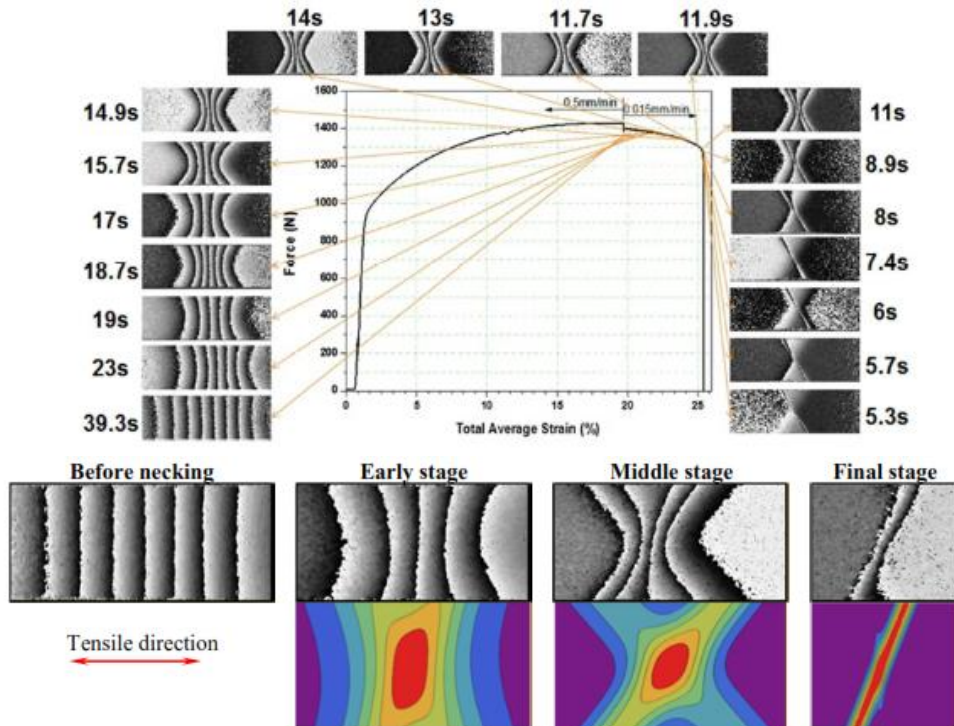 14s 13s 11.7s 11.9s
14.9s
15.7s
17s
18.7s
19s
23s
39.3s
1600
1400
1200
1000
800
600
400
200
0
Force (N)
0.5mm/min 0.015mm/min
0 5 10 15 20 25
Total Average Strain (%)
11s
8.9s
8s
7.4s
6s
5.7s
5.3s
Before necking Early stage Middle stage Final stage
Tensile direction